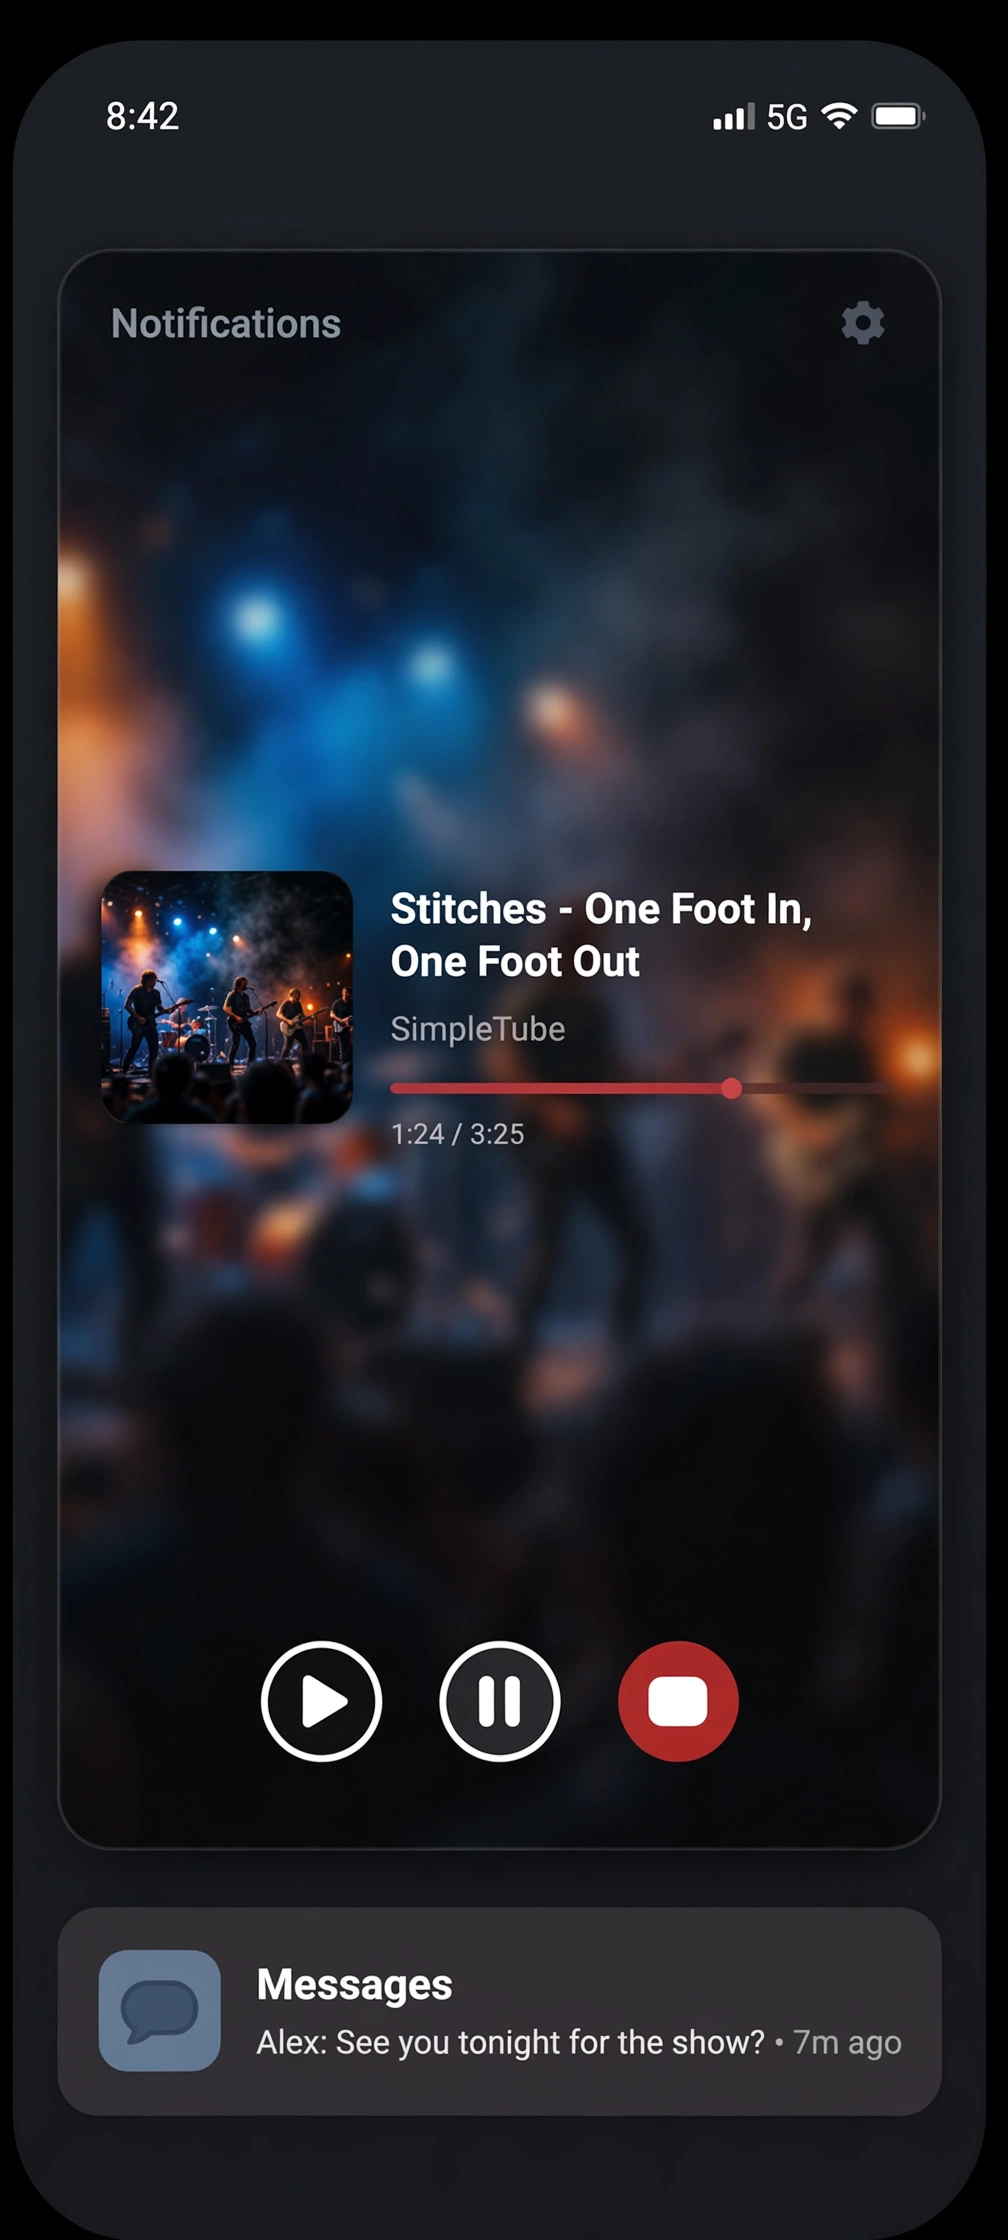 8:42
5G
Notifications
Stitches - One Foot In,
One Foot Out
SimpleTube
1:24 / 3:25
Messages
Alex: See you tonight for the show? • 7m ago